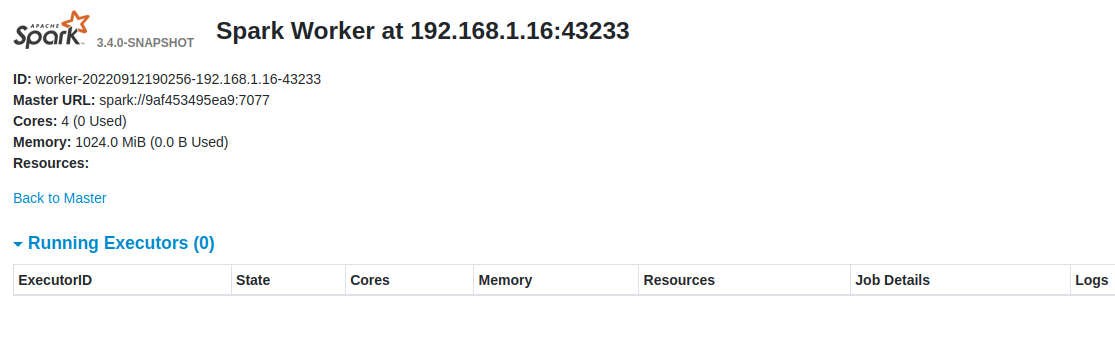 APACHE
Spark 3.4.0-SNAPSHOT Spark Worker at 192.168.1.16:43233
ID: worker-20220912190256-192.168.1.16-43233
Master URL: spark://9af453495ea9:7077
Cores: 4 (0 Used)
Memory: 1024.0 MiB (0.0 B Used)
Resources:
Back to Master
Running Executors (0)
ExecutorID State Cores Memory Resources Job Details Logs